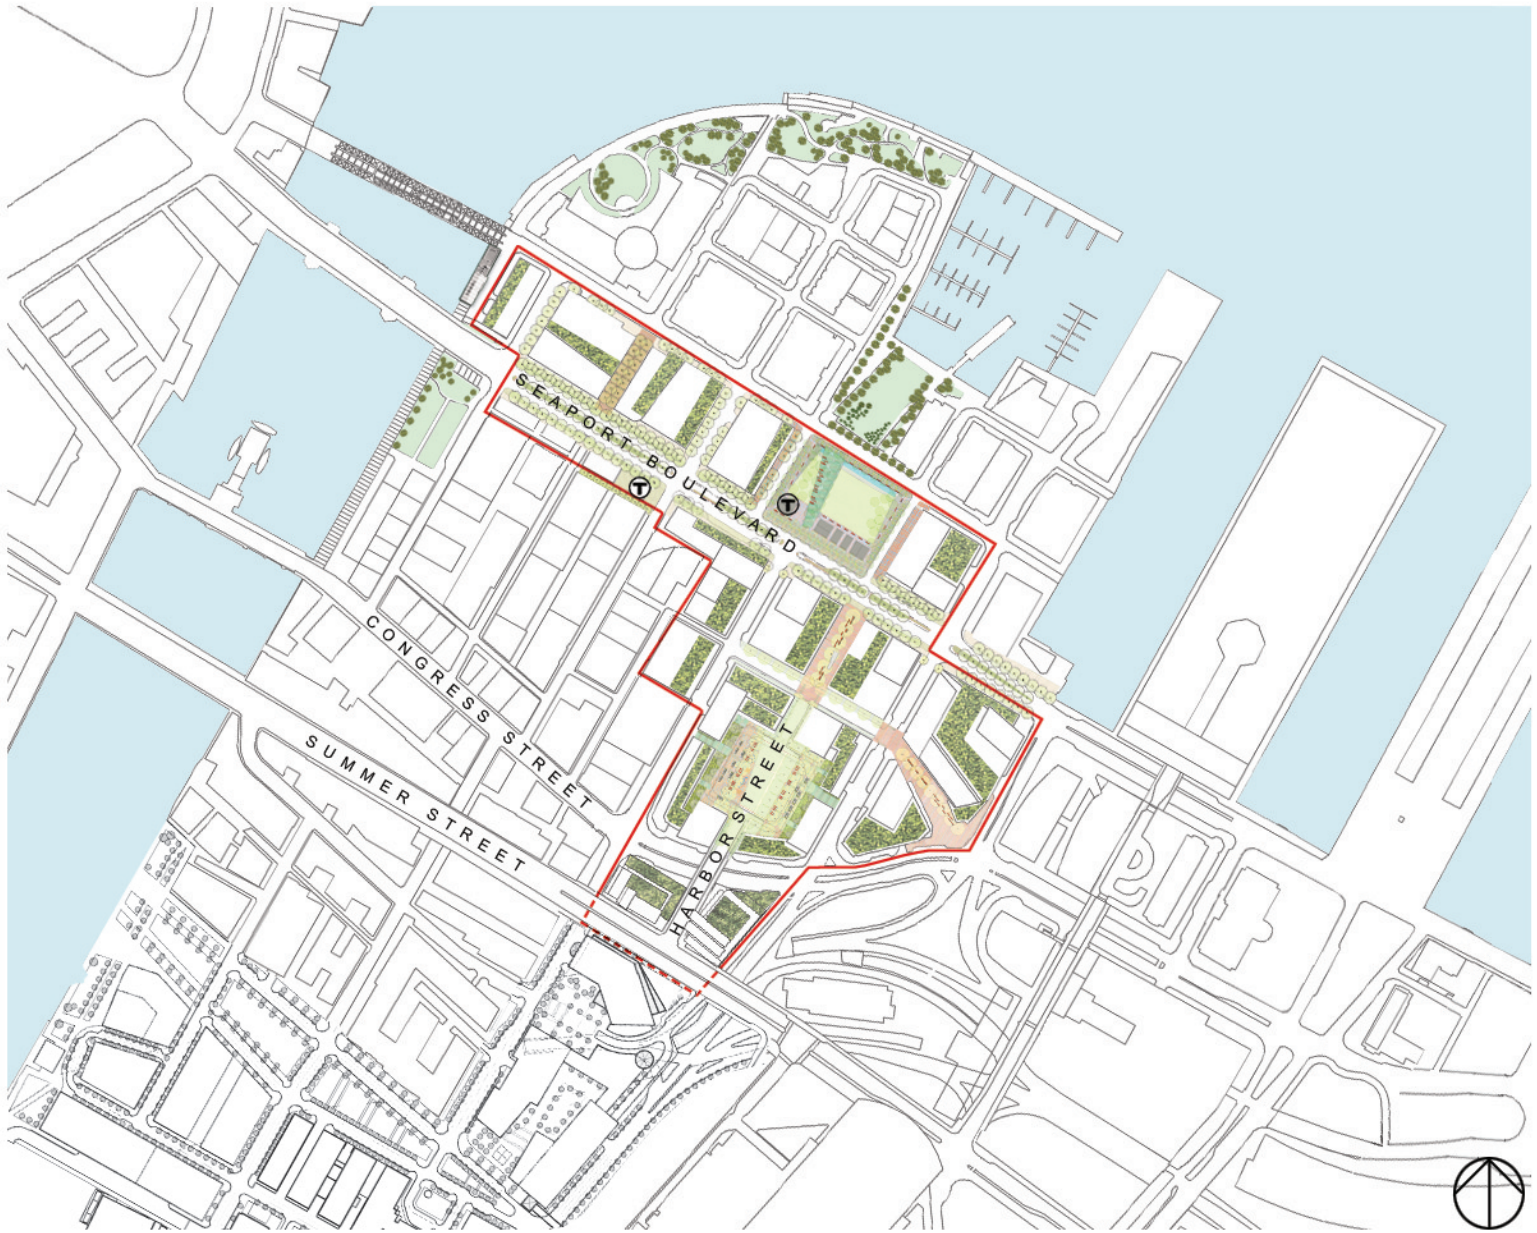 SEAPORT BOULEVARD
T
T
CONGRESS STREET
SUMMER STREET
HARBOR STREET